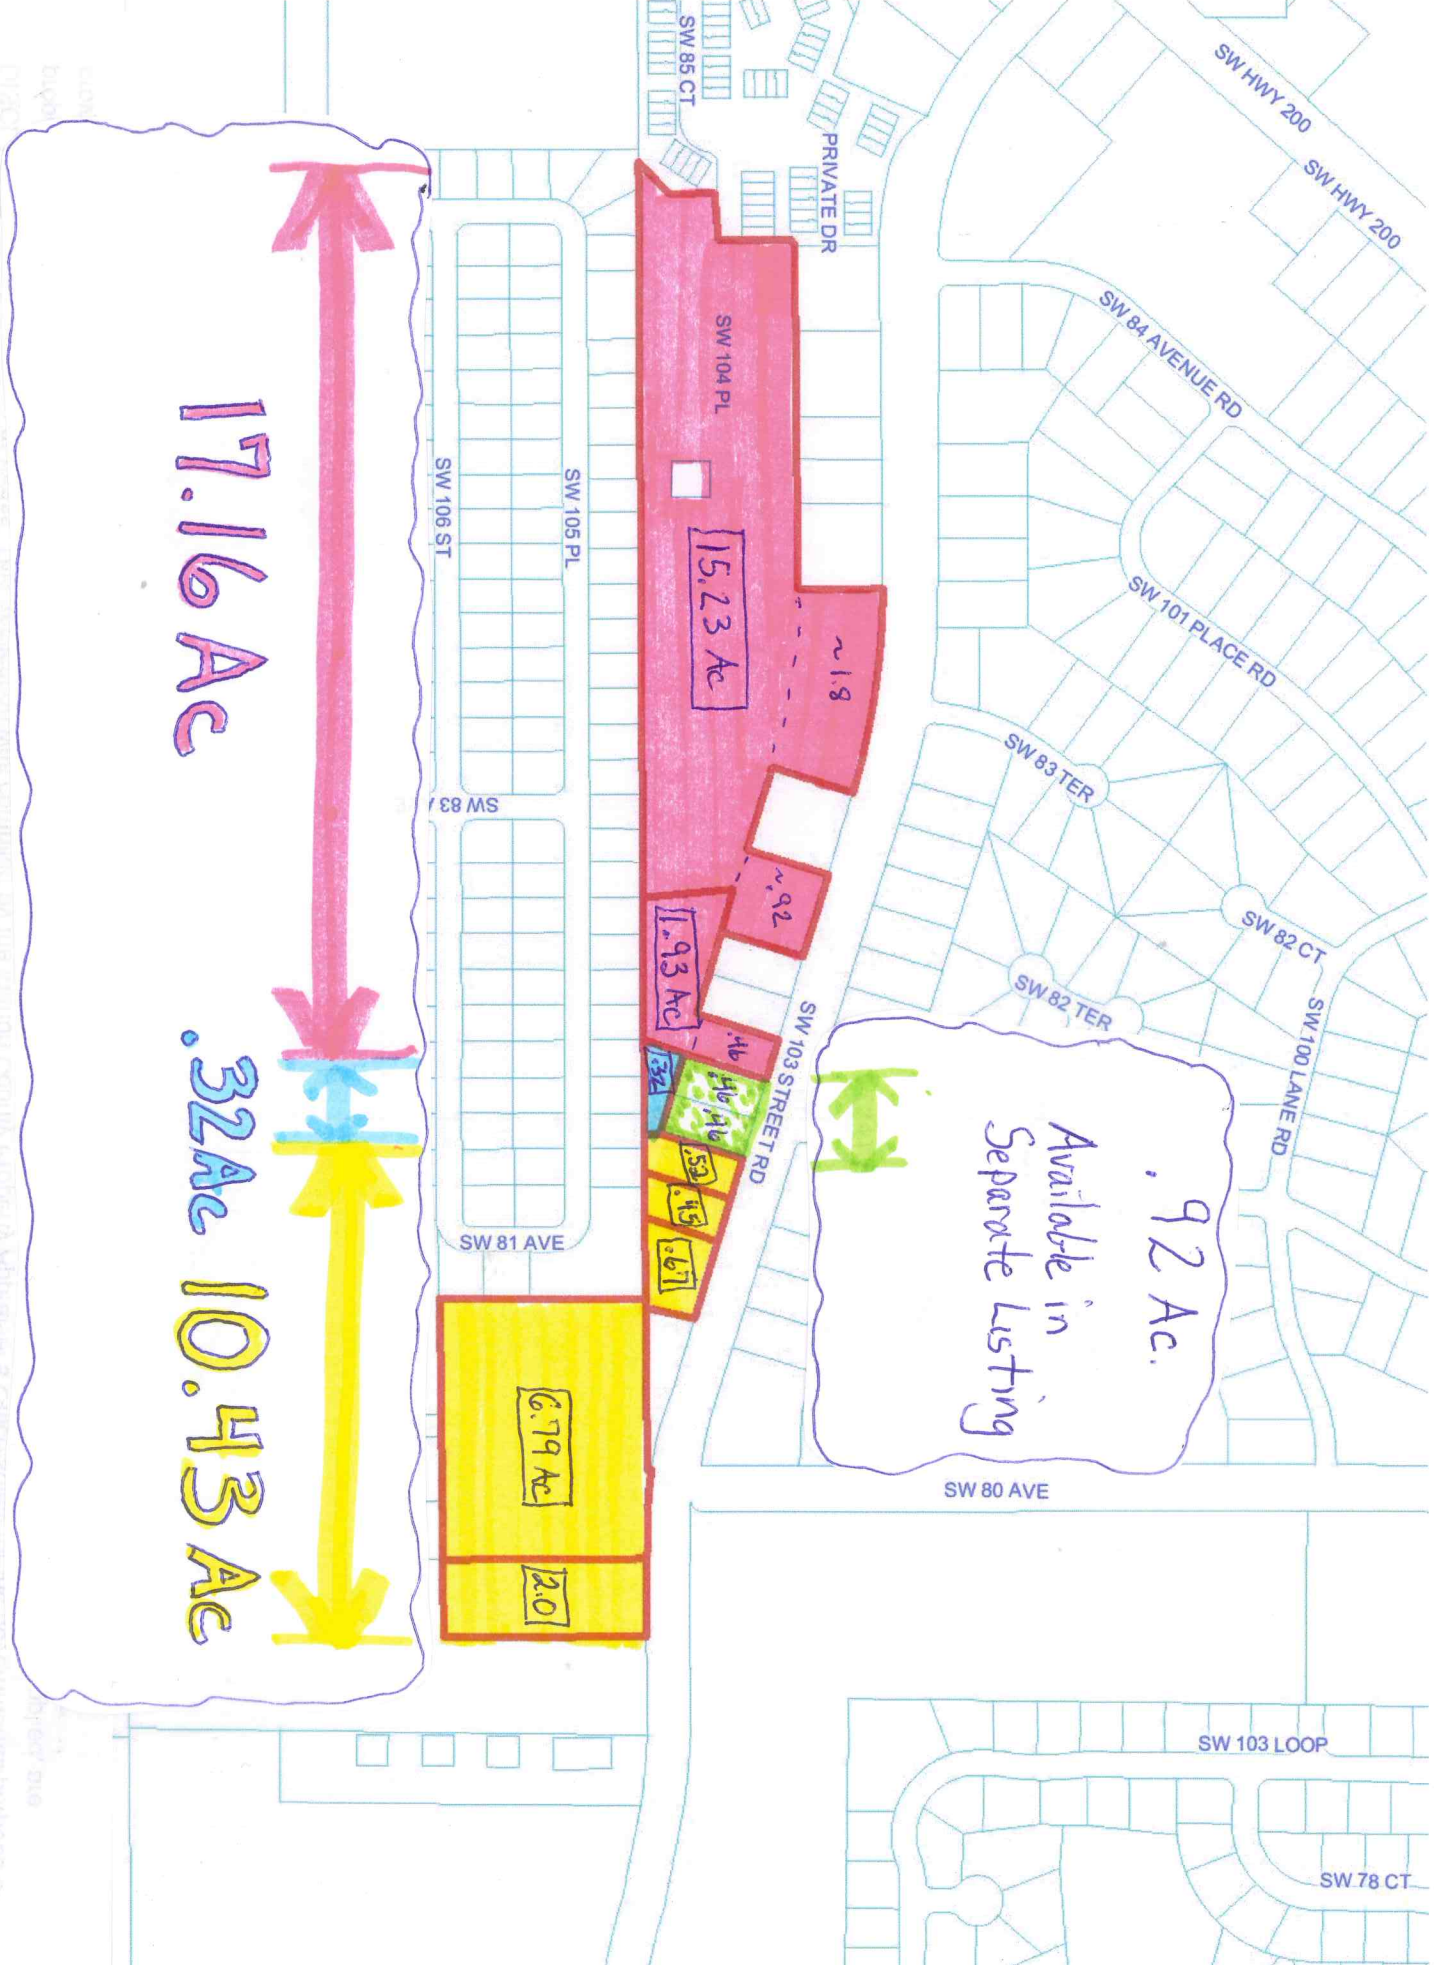 SW HWY 200
SW HWY 200
SW 85 CT
PRIVATE DR
SW 84 AVENUE RD
SW 104 PL
SW 106 ST
SW 105 PL
SW 101 PLACE RD
15.23 Ac
~1.8
SW 83 TER
SW 83 A
~.92
1.93 Ac
SW 82 CT
SW 82 TER
SW 100 LANE RD
SW 103 STREET RD
.46
.32
.46
.46
.52
.45
.67
SW 81 AVE
6.79 Ac
2.0
SW 80 AVE
SW 103 LOOP
SW 78 CT
.92 Ac.
Available in
Separate Listing
17.16 Ac
.32 Ac
10.43 Ac